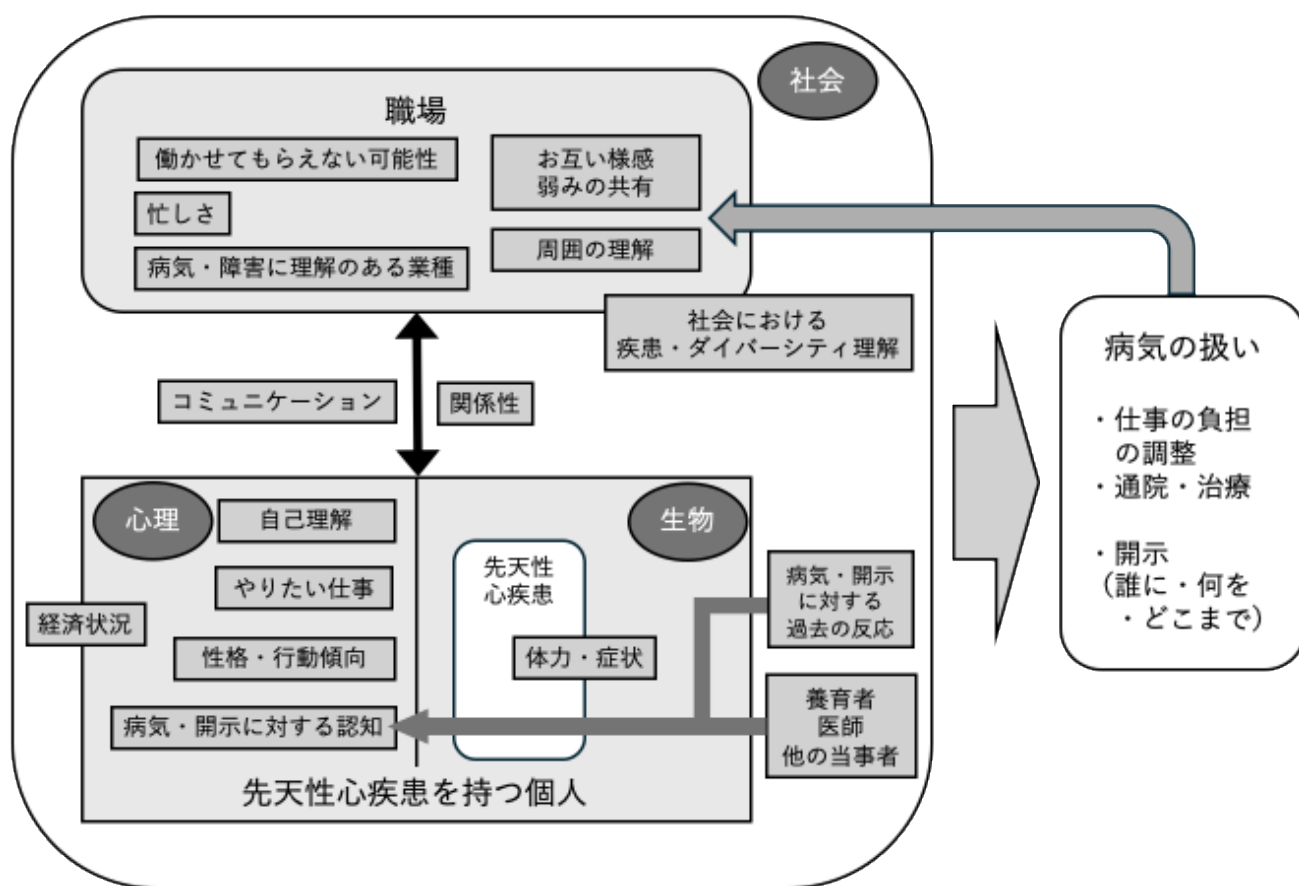 社会
職場
働かせてもらえない可能性
忙しさ
病気・障害に理解のある業種
お互い様感
弱みの共有
周囲の理解
社会における
疾患・ダイバーシティ理解
コミュニケーション
関係性
心理
自己理解
やりたい仕事
経済状況
性格・行動傾向
病気・開示に対する認知
生物
先天性
心疾患
体力・症状
先天性心疾患を持つ個人
病気・開示
に対する
過去の反応
養育者
医師
他の当事者
病気の扱い
・仕事の負担
の調整
・通院・治療
・開示
(誰に・何を
・どこまで)